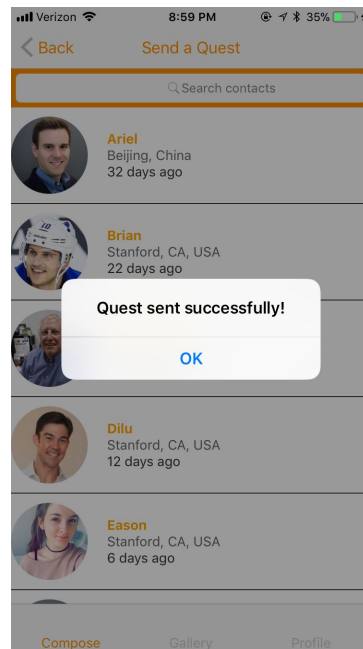 Verizon 8:59 PM 35%
Back Send a Quest
Search contacts
Ariel
Beijing, China
32 days ago
10
Brian
Stanford, CA, USA
22 days ago
Quest sent successfully!
OK
Dilu
Stanford, CA, USA
12 days ago
Eason
Stanford, CA, USA
6 days ago
Compose Gallery Profile